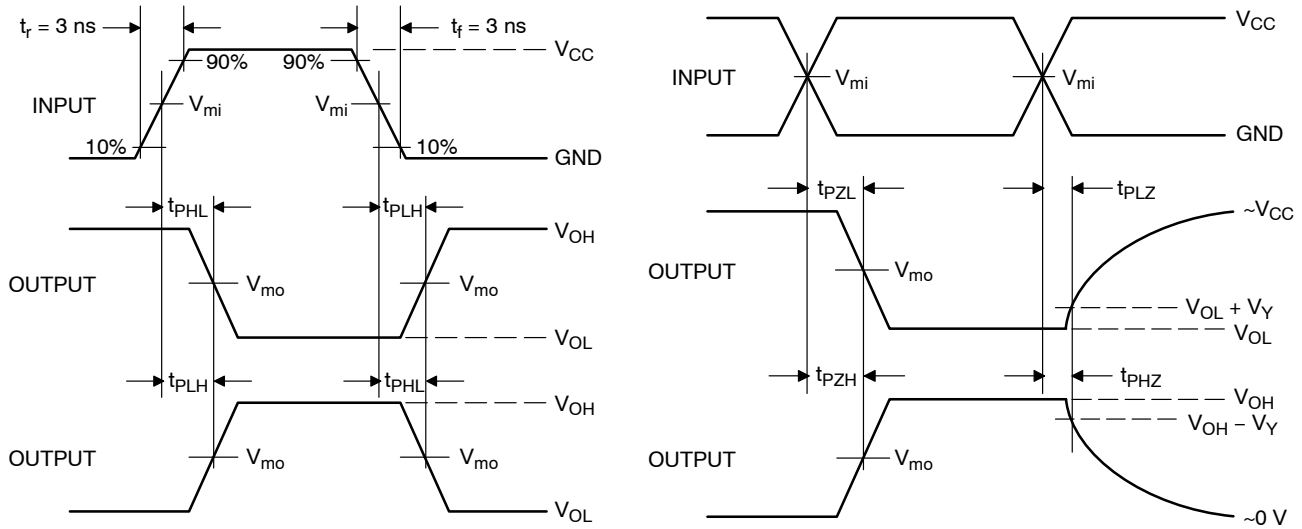 t_r = 3 ns
t_f = 3 ns
V_CC
90%
90%
INPUT
V_mi
V_mi
10%
10%
GND
t_PHL
t_PLH
V_OH
OUTPUT
V_mo
V_mo
V_OL
t_PLH
t_PHL
V_OH
OUTPUT
V_mo
V_mo
V_OL
V_CC
INPUT
V_mi
V_mi
GND
t_PZL
t_PLZ
~V_CC
OUTPUT
V_mo
V_OL + V_Y
V_OL
t_PZH
t_PHZ
V_OH
V_OH – V_Y
OUTPUT
V_mo
~0 V